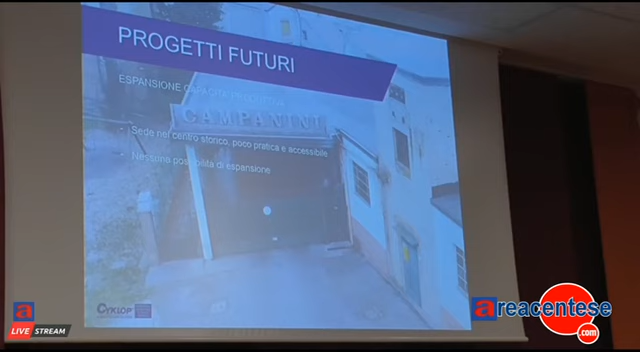 PROGETTI FUTURI
ESPANSIONE CAPACITÀ PRODUTTIVA
CAMPANINI
- Sede nel centro storico, poco pratica e accessibile
- Nessuna possibilità di espansione
CYKLOP
a
LIVE STREAM
areacentese
.com